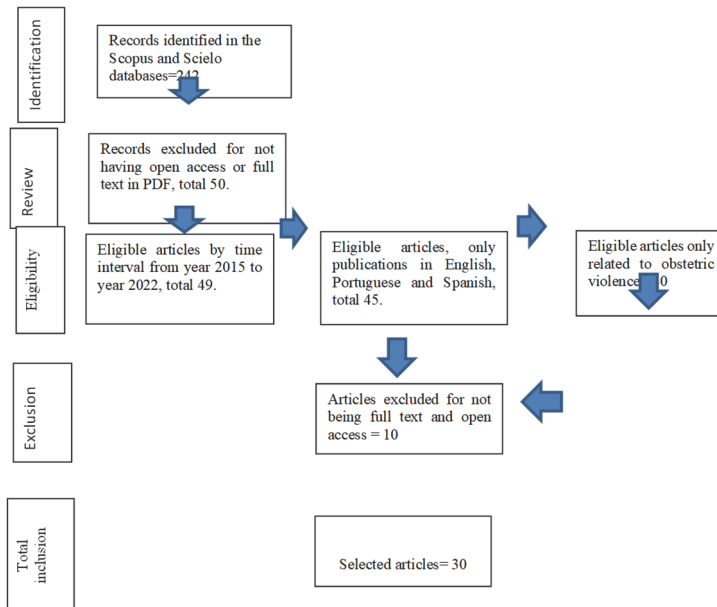 Identification
Records identified in the
Scopus and Scielo
databases=242
Review
Records excluded for not
having open access or full
text in PDF, total 50.
Eligibility
Eligible articles by time
interval from year 2015 to
year 2022, total 49.
Eligible articles, only
publications in English,
Portuguese and Spanish,
total 45.
Eligible articles only
related to obstetric
violence
Exclusion
Articles excluded for not
being full text and open
access = 10
Total
inclusion
Selected articles= 30